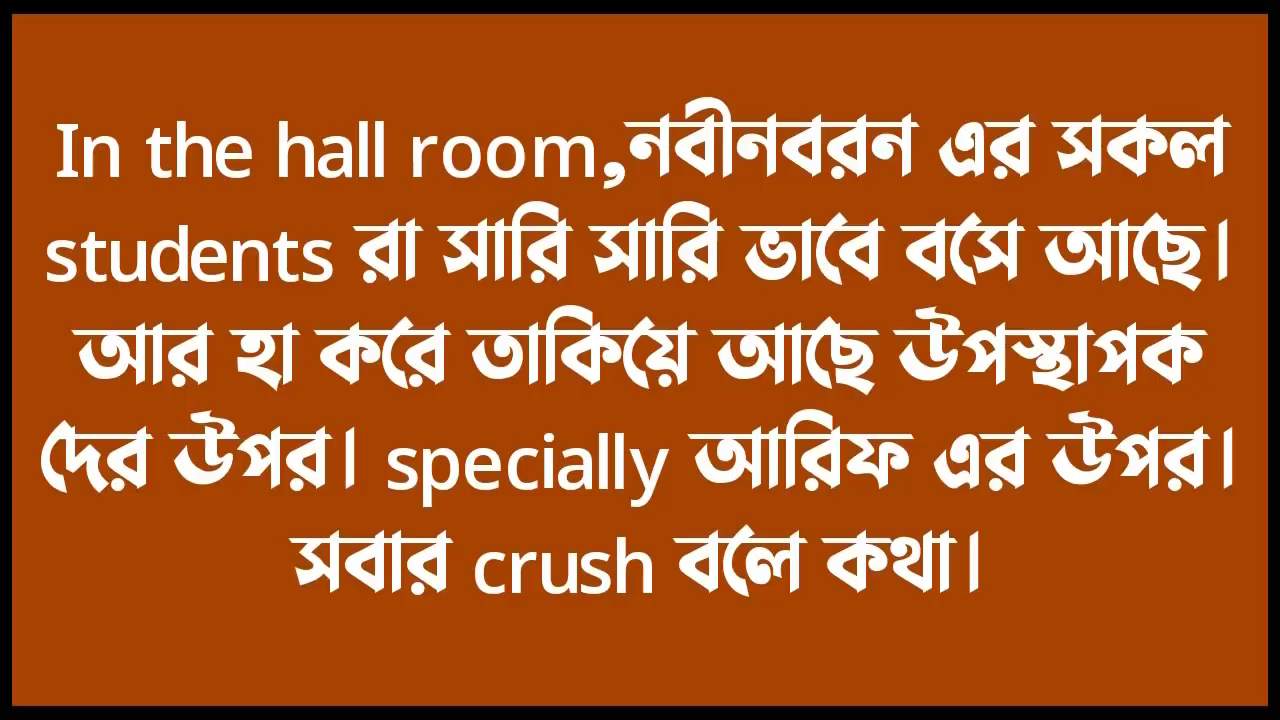 In the hall room,নবীনবরন এর সকল
students রা সারি সারি ভাবে বসে আছে।
আর হা করে তাকিয়ে আছে উপস্থাপক
দের উপর। specially আরিফ এর উপর।
সবার crush বলে কথা।